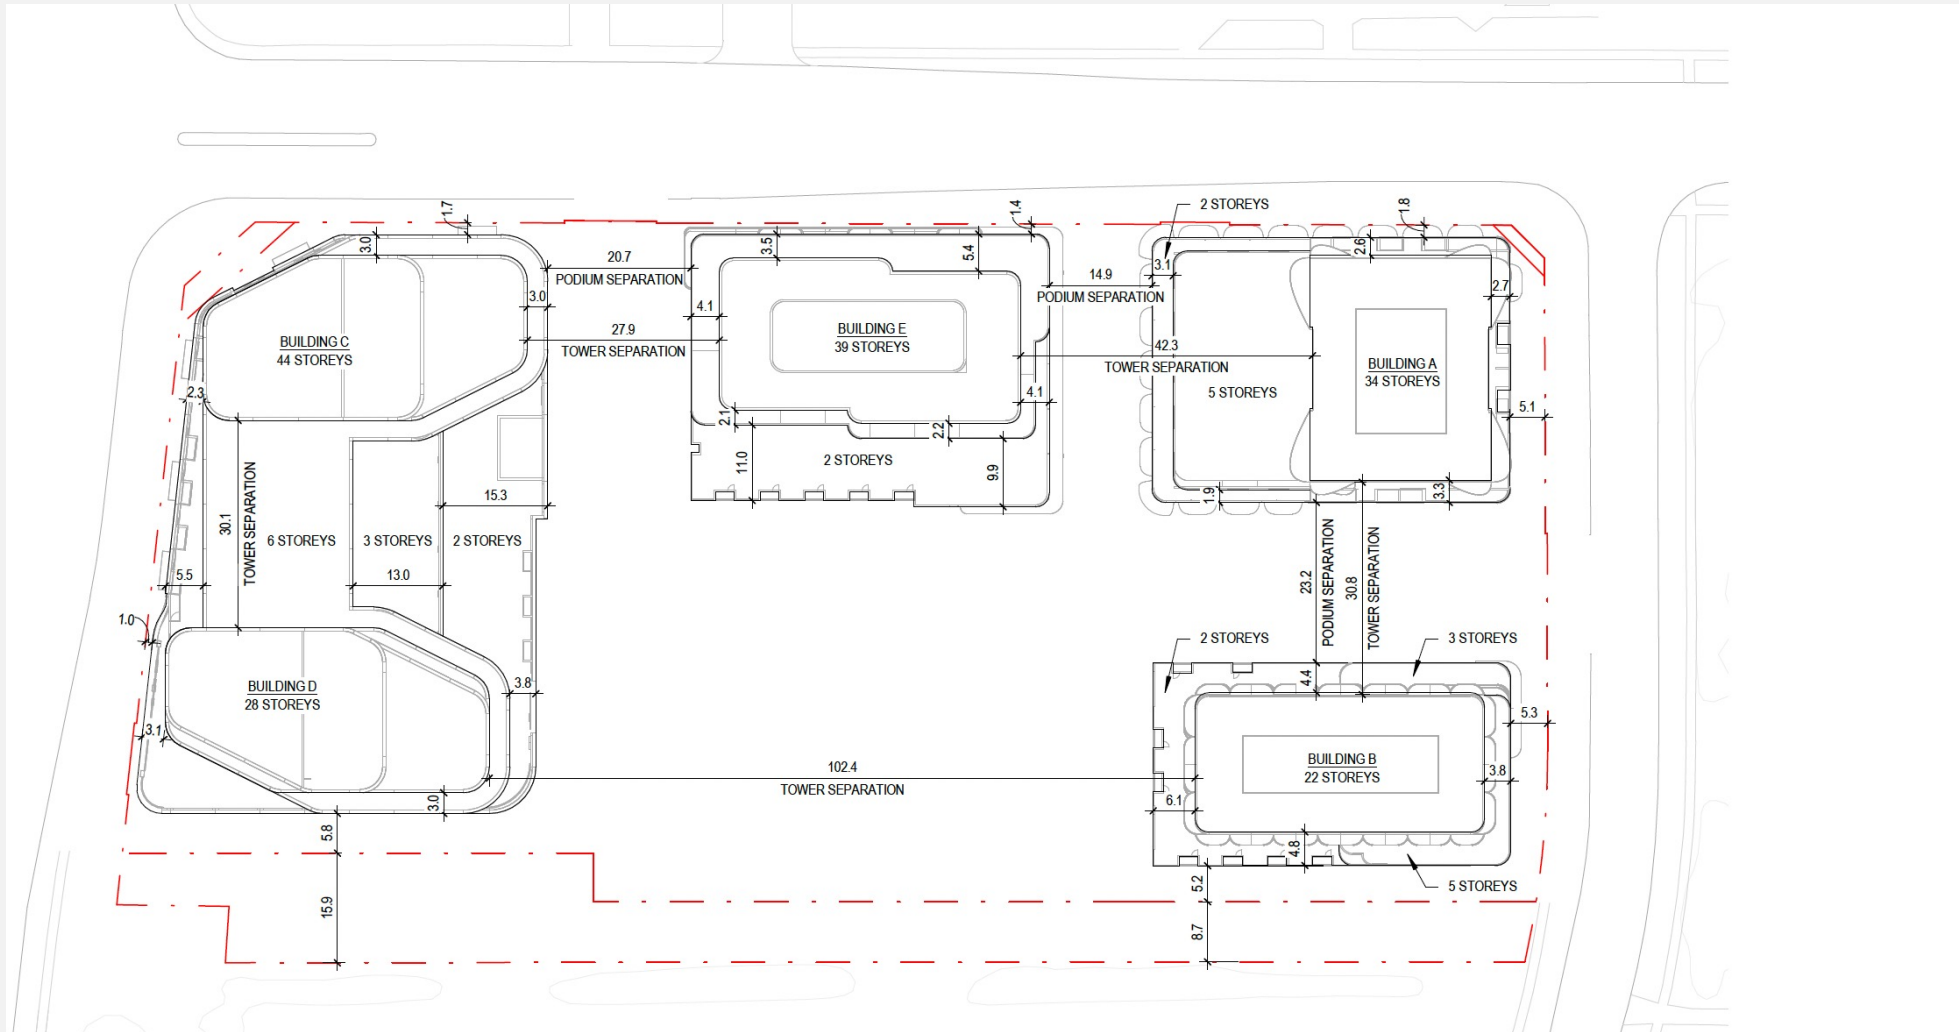 1.7
1.4
2 STOREYS
1.8
3.0
20.7
PODIUM SEPARATION
3.5
5.4
3.1
14.9
PODIUM SEPARATION
2.6
2.7
3.0
4.1
27.9
TOWER SEPARATION
BUILDING C
44 STOREYS
BUILDING E
39 STOREYS
42.3
TOWER SEPARATION
BUILDING A
34 STOREYS
5 STOREYS
2.3
4.1
5.1
2.1
2.2
11.0
2 STOREYS
9.9
1.9
3.3
15.3
30.1
TOWER SEPARATION
6 STOREYS
3 STOREYS
2 STOREYS
5.5
13.0
23.2
PODIUM SEPARATION
30.8
TOWER SEPARATION
1.0
2 STOREYS
3 STOREYS
4.4
BUILDING D
28 STOREYS
3.8
3.1
5.3
BUILDING B
22 STOREYS
3.8
102.4
TOWER SEPARATION
6.1
3.0
5.8
4.8
5.2
5 STOREYS
15.9
8.7